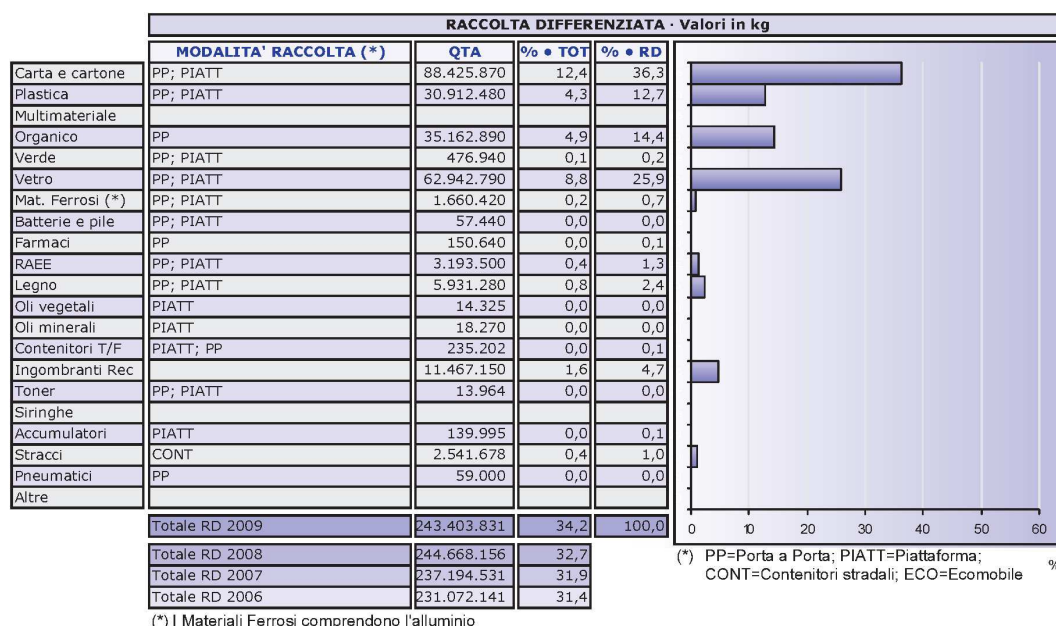 RACCOLTA DIFFERENZIATA · Valori in kg
MODALITA' RACCOLTA (*) QTA % ● TOT % ● RD
Carta e cartone PP; PIATT 88.425.870 12,4 36,3
Plastica PP; PIATT 30.912.480 4,3 12,7
Multimateriale
Organico PP 35.162.890 4,9 14,4
Verde PP; PIATT 476.940 0,1 0,2
Vetro PP; PIATT 62.942.790 8,8 25,9
Mat. Ferrosi (*) PP; PIATT 1.660.420 0,2 0,7
Batterie e pile PP; PIATT 57.440 0,0 0,0
Farmaci PP 150.640 0,0 0,1
RAEE PP; PIATT 3.193.500 0,4 1,3
Legno PP; PIATT 5.931.280 0,8 2,4
Oli vegetali PIATT 14.325 0,0 0,0
Oli minerali PIATT 18.270 0,0 0,0
Contenitori T/F PIATT; PP 235.202 0,0 0,1
Ingombranti Rec 11.467.150 1,6 4,7
Toner PP; PIATT 13.964 0,0 0,0
Siringhe
Accumulatori PIATT 139.995 0,0 0,1
Stracci CONT 2.541.678 0,4 1,0
Pneumatici PP 59.000 0,0 0,0
Altre
Totale RD 2009 243.403.831 34,2 100,0
Totale RD 2008 244.668.156 32,7
Totale RD 2007 237.194.531 31,9
Totale RD 2006 231.072.141 31,4
(*) I Materiali Ferrosi comprendono l'alluminio
0 10 20 30 40 50 60
%
(*) PP=Porta a Porta; PIATT=Piattaforma;
CONT=Contenitori stradali; ECO=Ecomobile